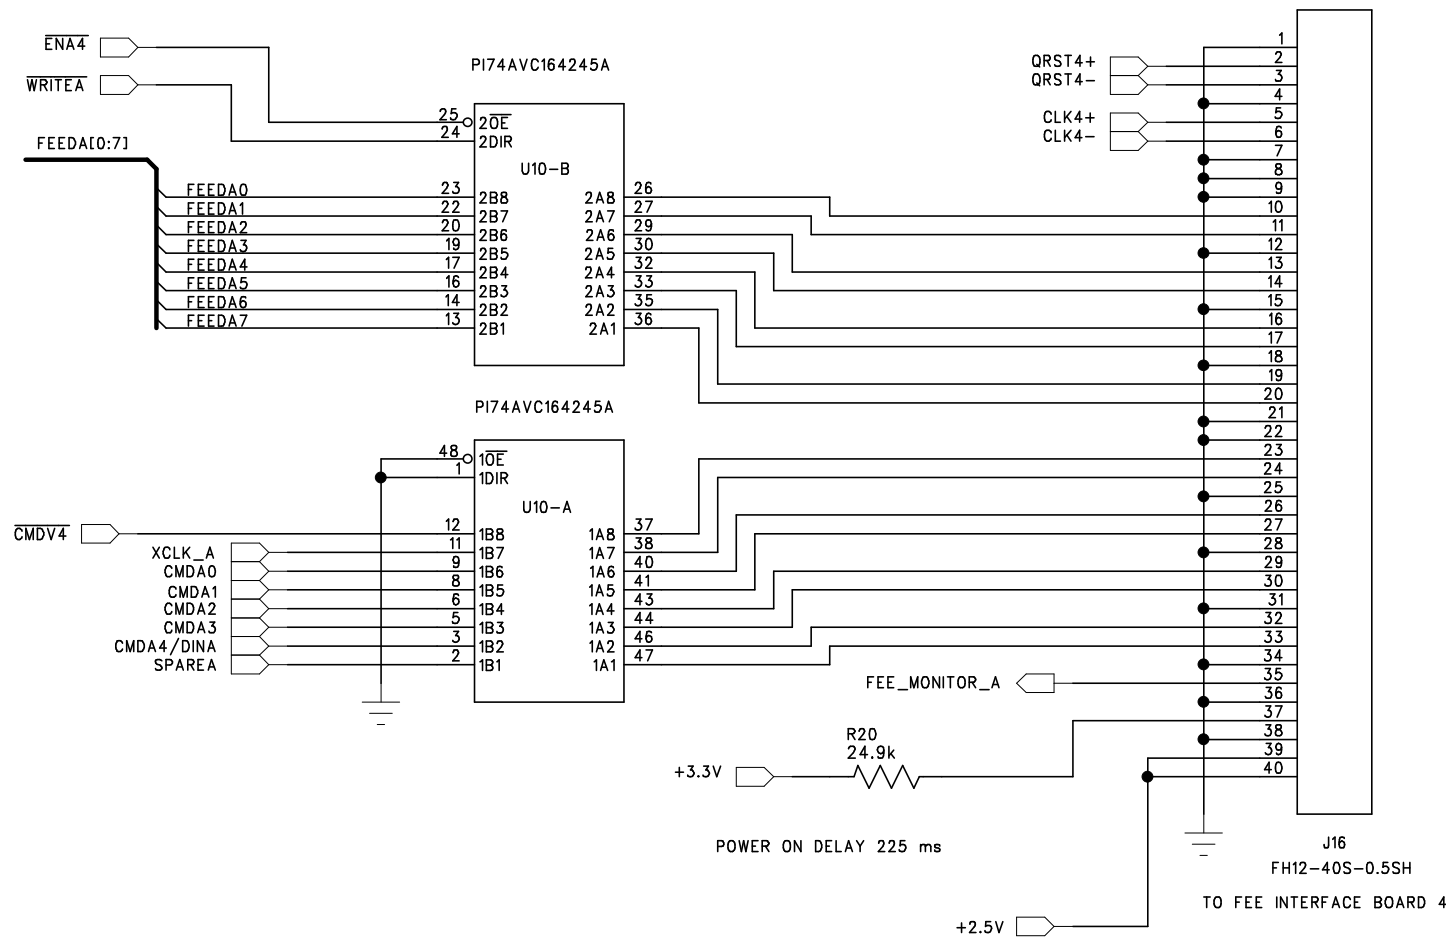 ENA4
WRITEA
FEEDA[0:7]
PI74AVC164245A
25 2OE
24 2DIR
U10-B
FEEDA0 23 2B8 2A8 26
FEEDA1 22 2B7 2A7 27
FEEDA2 20 2B6 2A6 29
FEEDA3 19 2B5 2A5 30
FEEDA4 17 2B4 2A4 32
FEEDA5 16 2B3 2A3 33
FEEDA6 14 2B2 2A2 35
FEEDA7 13 2B1 2A1 36
PI74AVC164245A
48 1OE
1 1DIR
U10-A
CMDV4 12 1B8 1A8 37
XCLK_A 11 1B7 1A7 38
CMDA0 9 1B6 1A6 40
CMDA1 8 1B5 1A5 41
CMDA2 6 1B4 1A4 43
CMDA3 5 1B3 1A3 44
CMDA4/DINA 3 1B2 1A2 46
SPAREA 2 1B1 1A1 47
1
QRST4+ 2
QRST4- 3
4
CLK4+ 5
CLK4- 6
7
8
9
10
11
12
13
14
15
16
17
18
19
20
21
22
23
24
25
26
27
28
29
30
31
32
33
34
FEE_MONITOR_A 35
36
37
38
39
40
R20
24.9k
+3.3V
POWER ON DELAY 225 ms
+2.5V
J16
FH12-40S-0.5SH
TO FEE INTERFACE BOARD 4